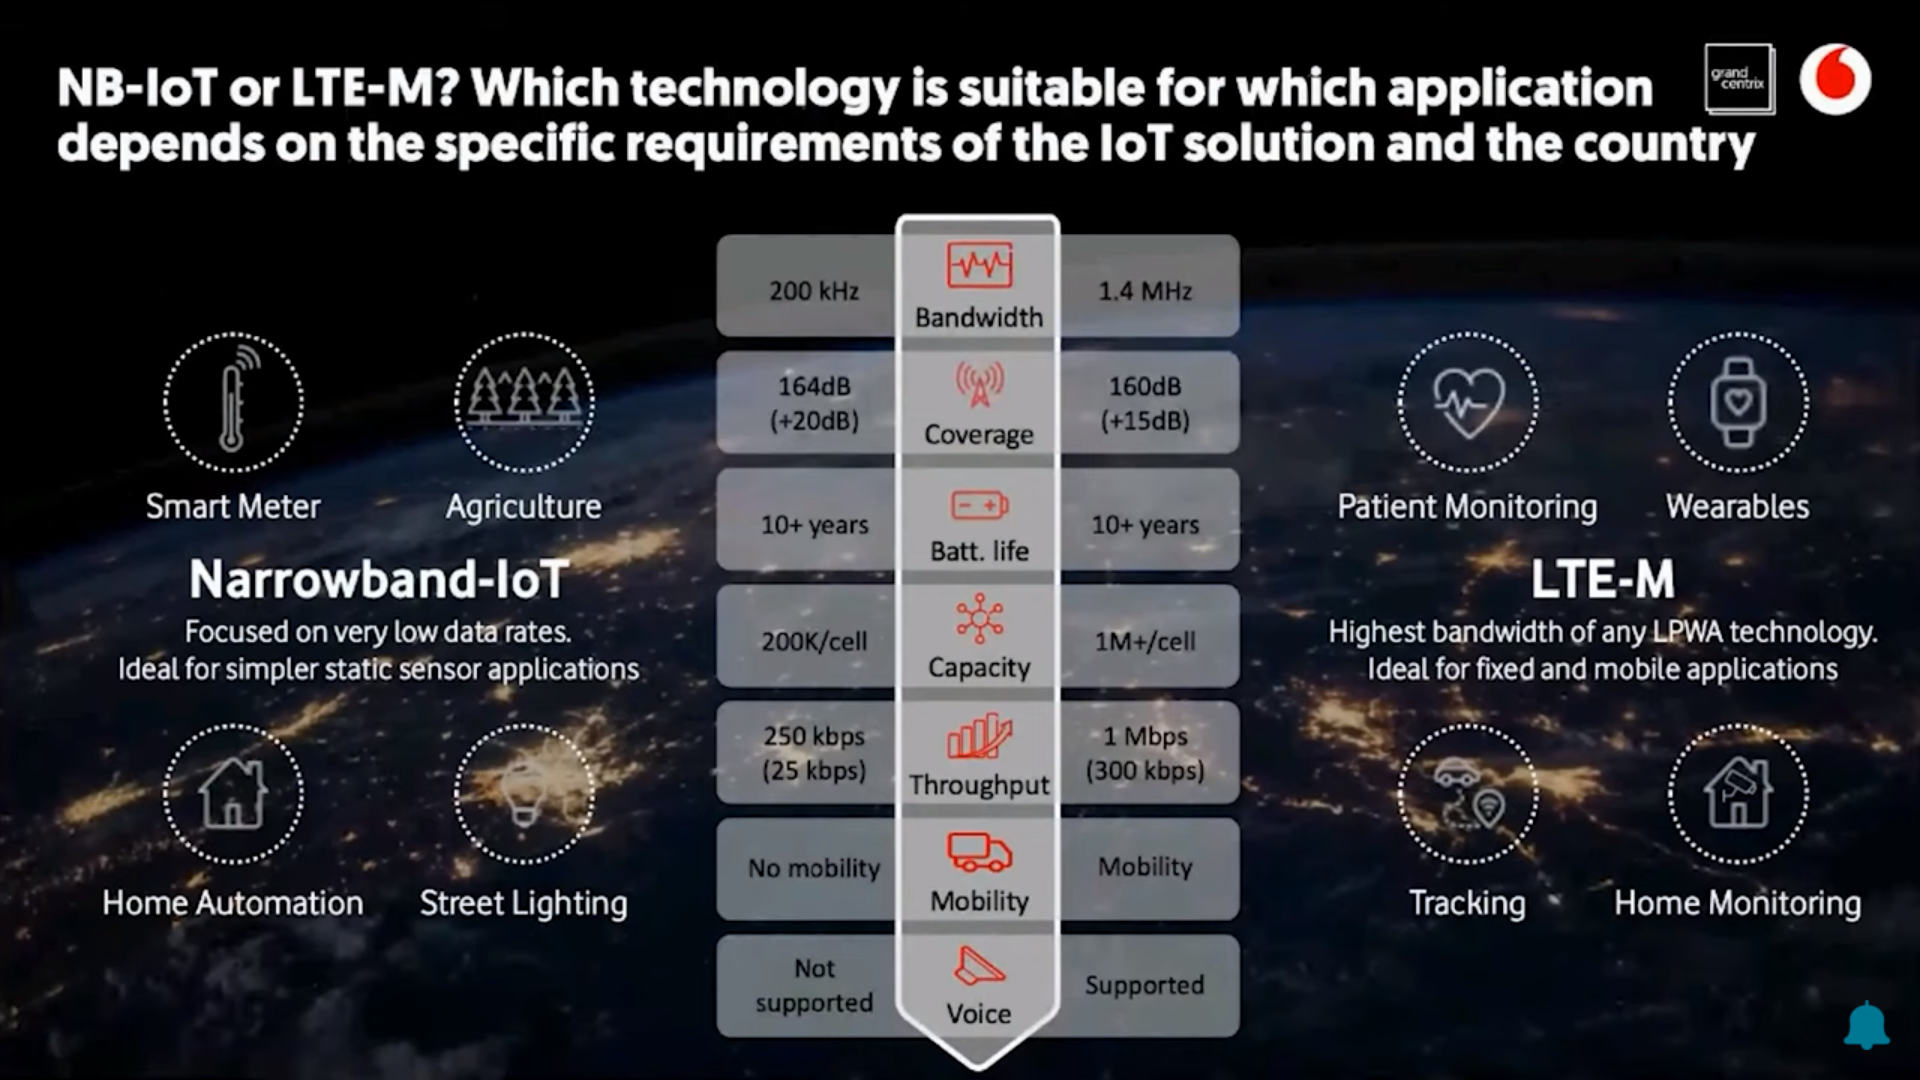 NB-IoT or LTE-M? Which technology is suitable for which application
depends on the specific requirements of the IoT solution and the country
grand
centrix
Smart Meter
Agriculture
Narrowband-IoT
Focused on very low data rates.
Ideal for simpler static sensor applications
Home Automation
Street Lighting
200 kHz
Bandwidth
1.4 MHz
164dB
(+20dB)
Coverage
160dB
(+15dB)
10+ years
Batt. life
10+ years
200K/cell
Capacity
1M+/cell
250 kbps
(25 kbps)
Throughput
1 Mbps
(300 kbps)
No mobility
Mobility
Mobility
Not
supported
Voice
Supported
Patient Monitoring
Wearables
LTE-M
Highest bandwidth of any LPWA technology.
Ideal for fixed and mobile applications
Tracking
Home Monitoring